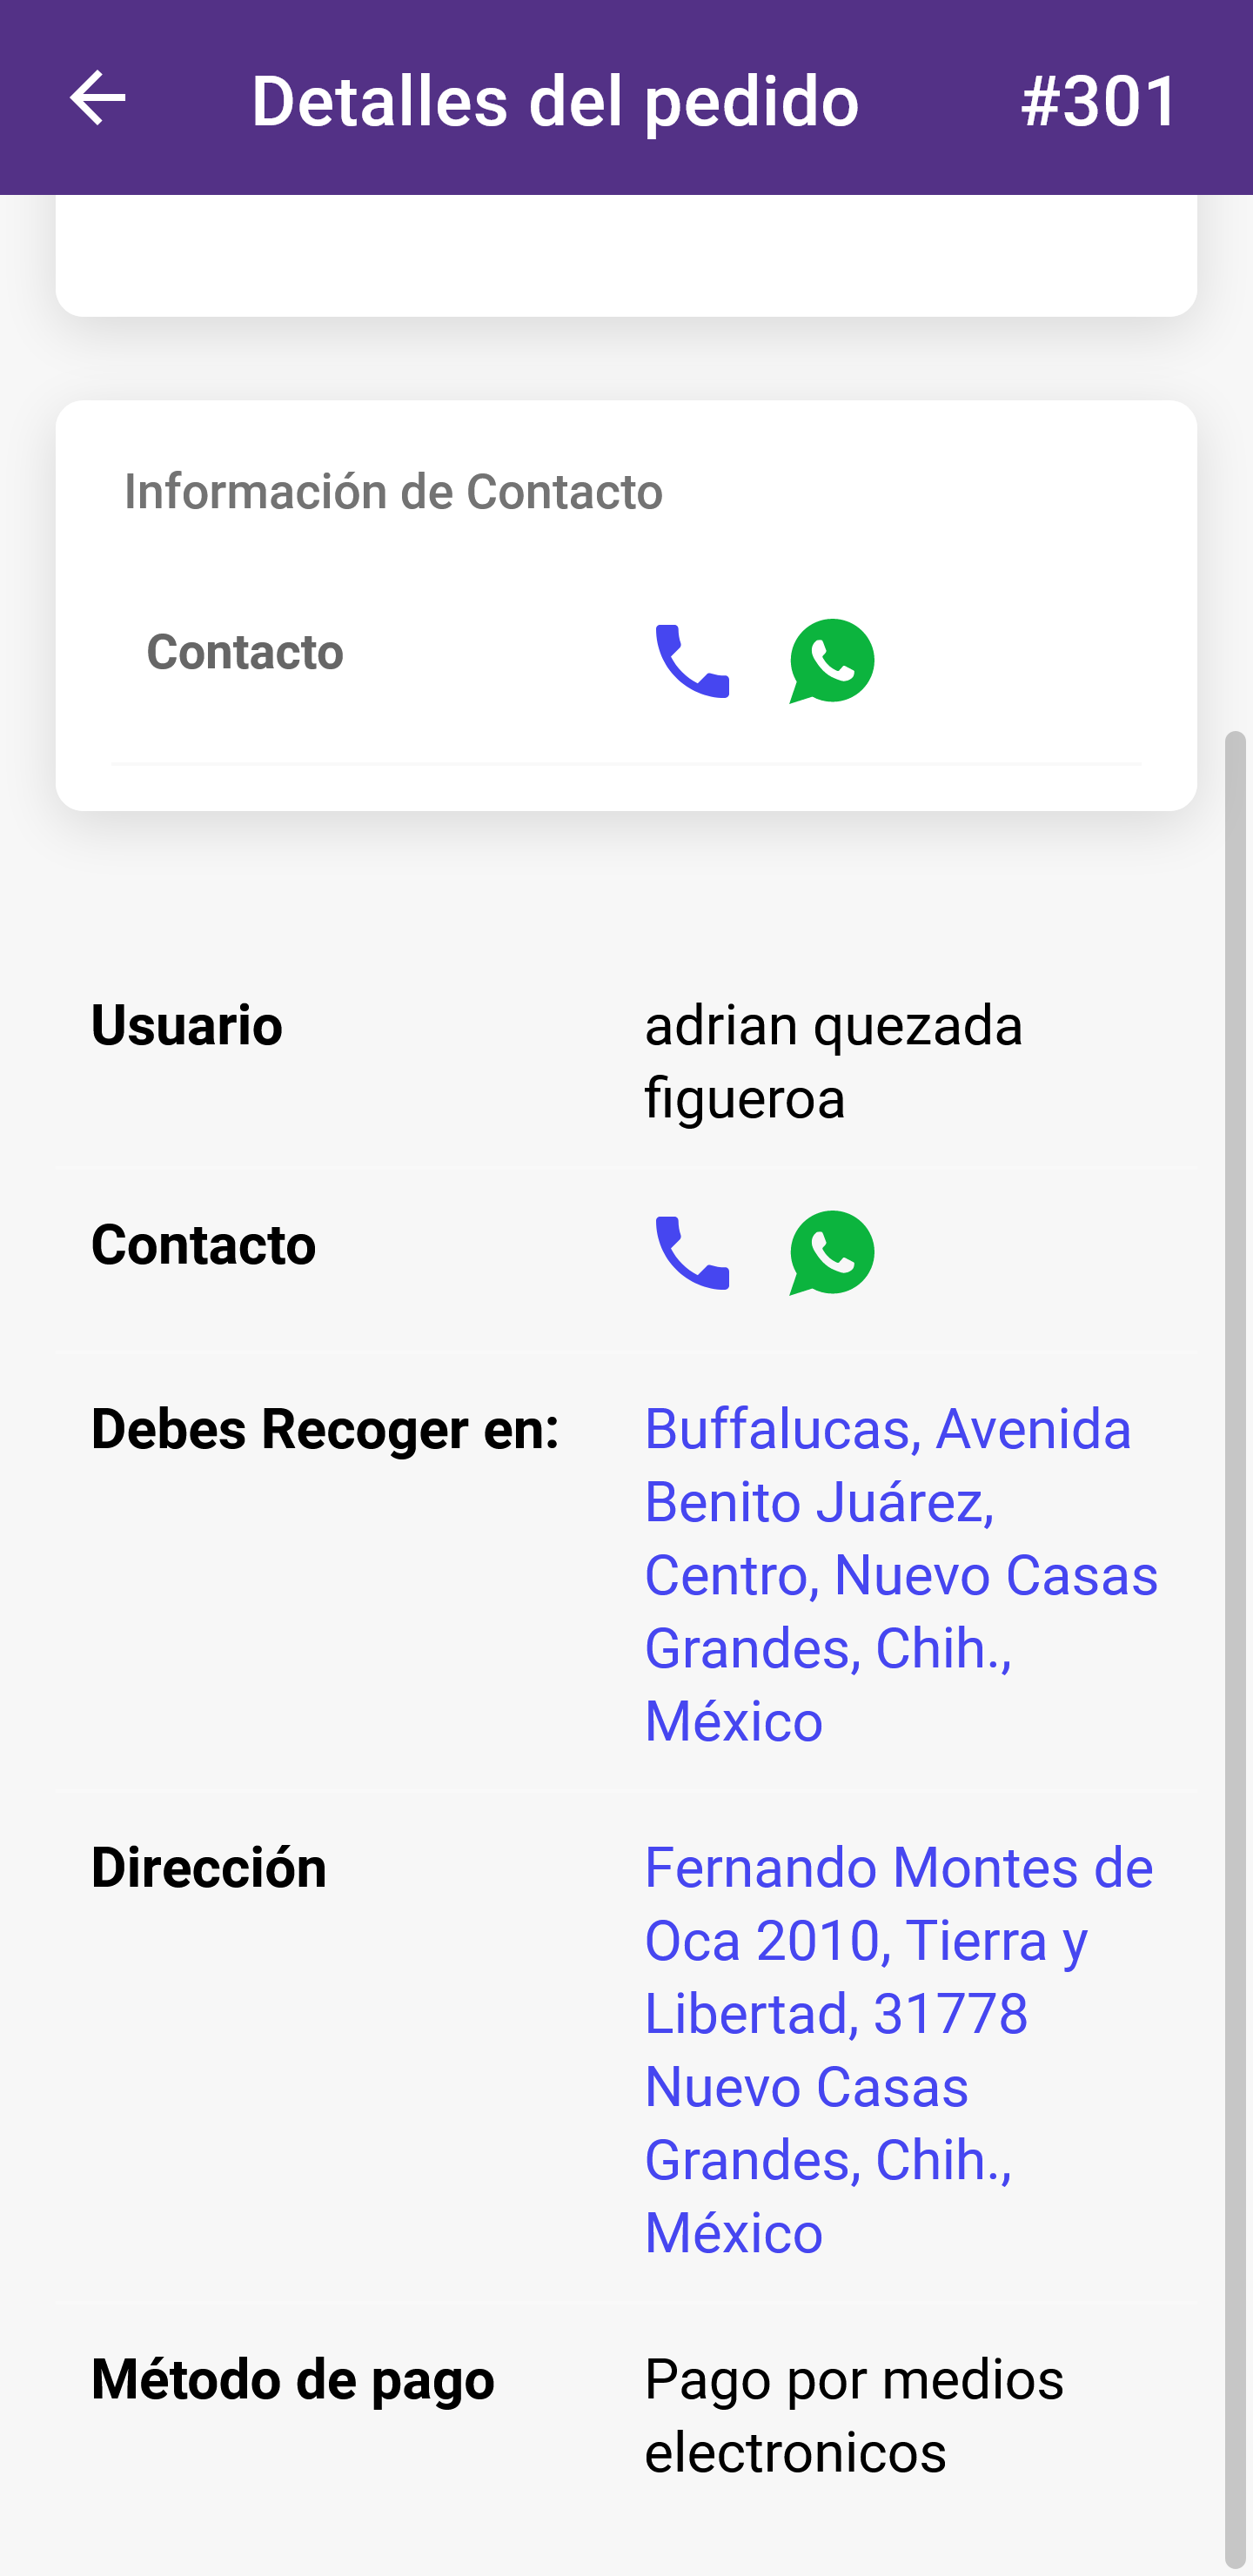 Detalles del pedido #301
Información de Contacto
Contacto
Usuario adrian quezada
figueroa
Contacto
Debes Recoger en: Buffalucas, Avenida
Benito Juárez,
Centro, Nuevo Casas
Grandes, Chih.,
México
Dirección Fernando Montes de
Oca 2010, Tierra y
Libertad, 31778
Nuevo Casas
Grandes, Chih.,
México
Método de pago Pago por medios
electronicos